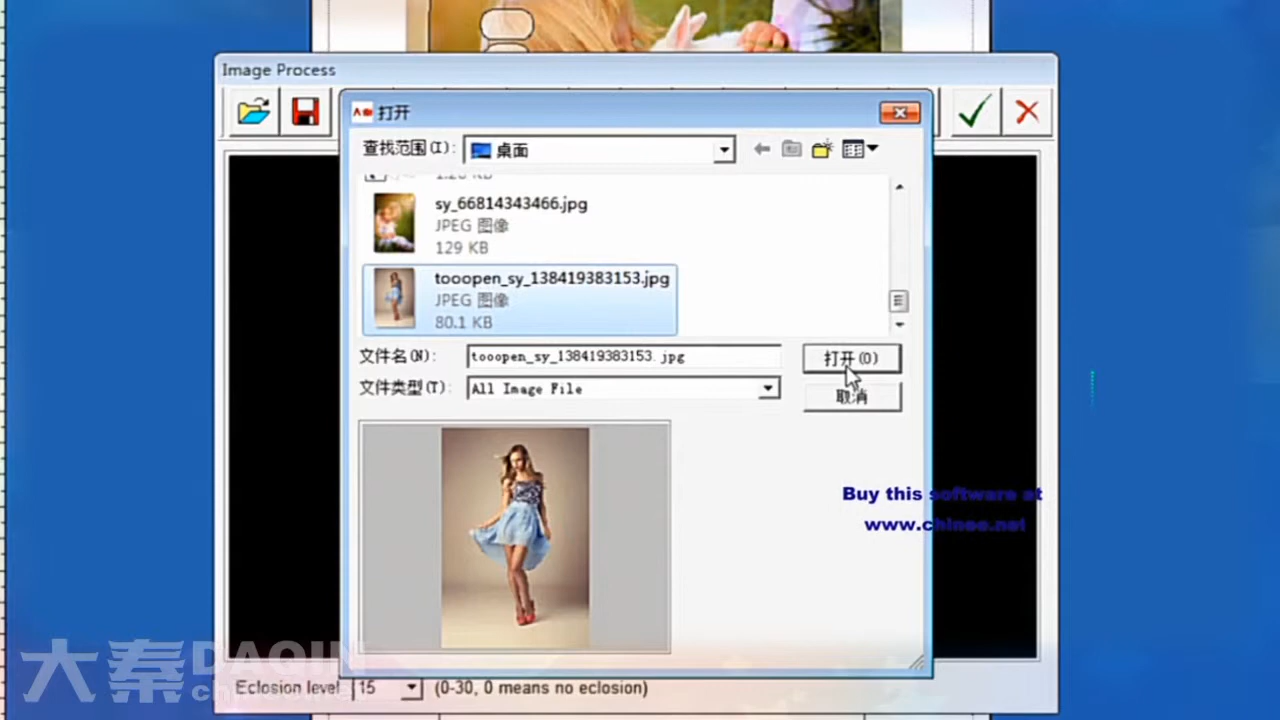 Image Process
打开
查找范围(I):
桌面
sy_66814343466.jpg
JPEG 图像
129 KB
tooopen_sy_138419383153.jpg
JPEG 图像
80.1 KB
文件名(N):
tooopen_sy_138419383153.jpg
打开(O)
文件类型(T):
All Image File
取消
Buy this software at
www.chinee.net
大秦 DAQIN
Eclosion level
15
(0-30, 0 means no eclosion)